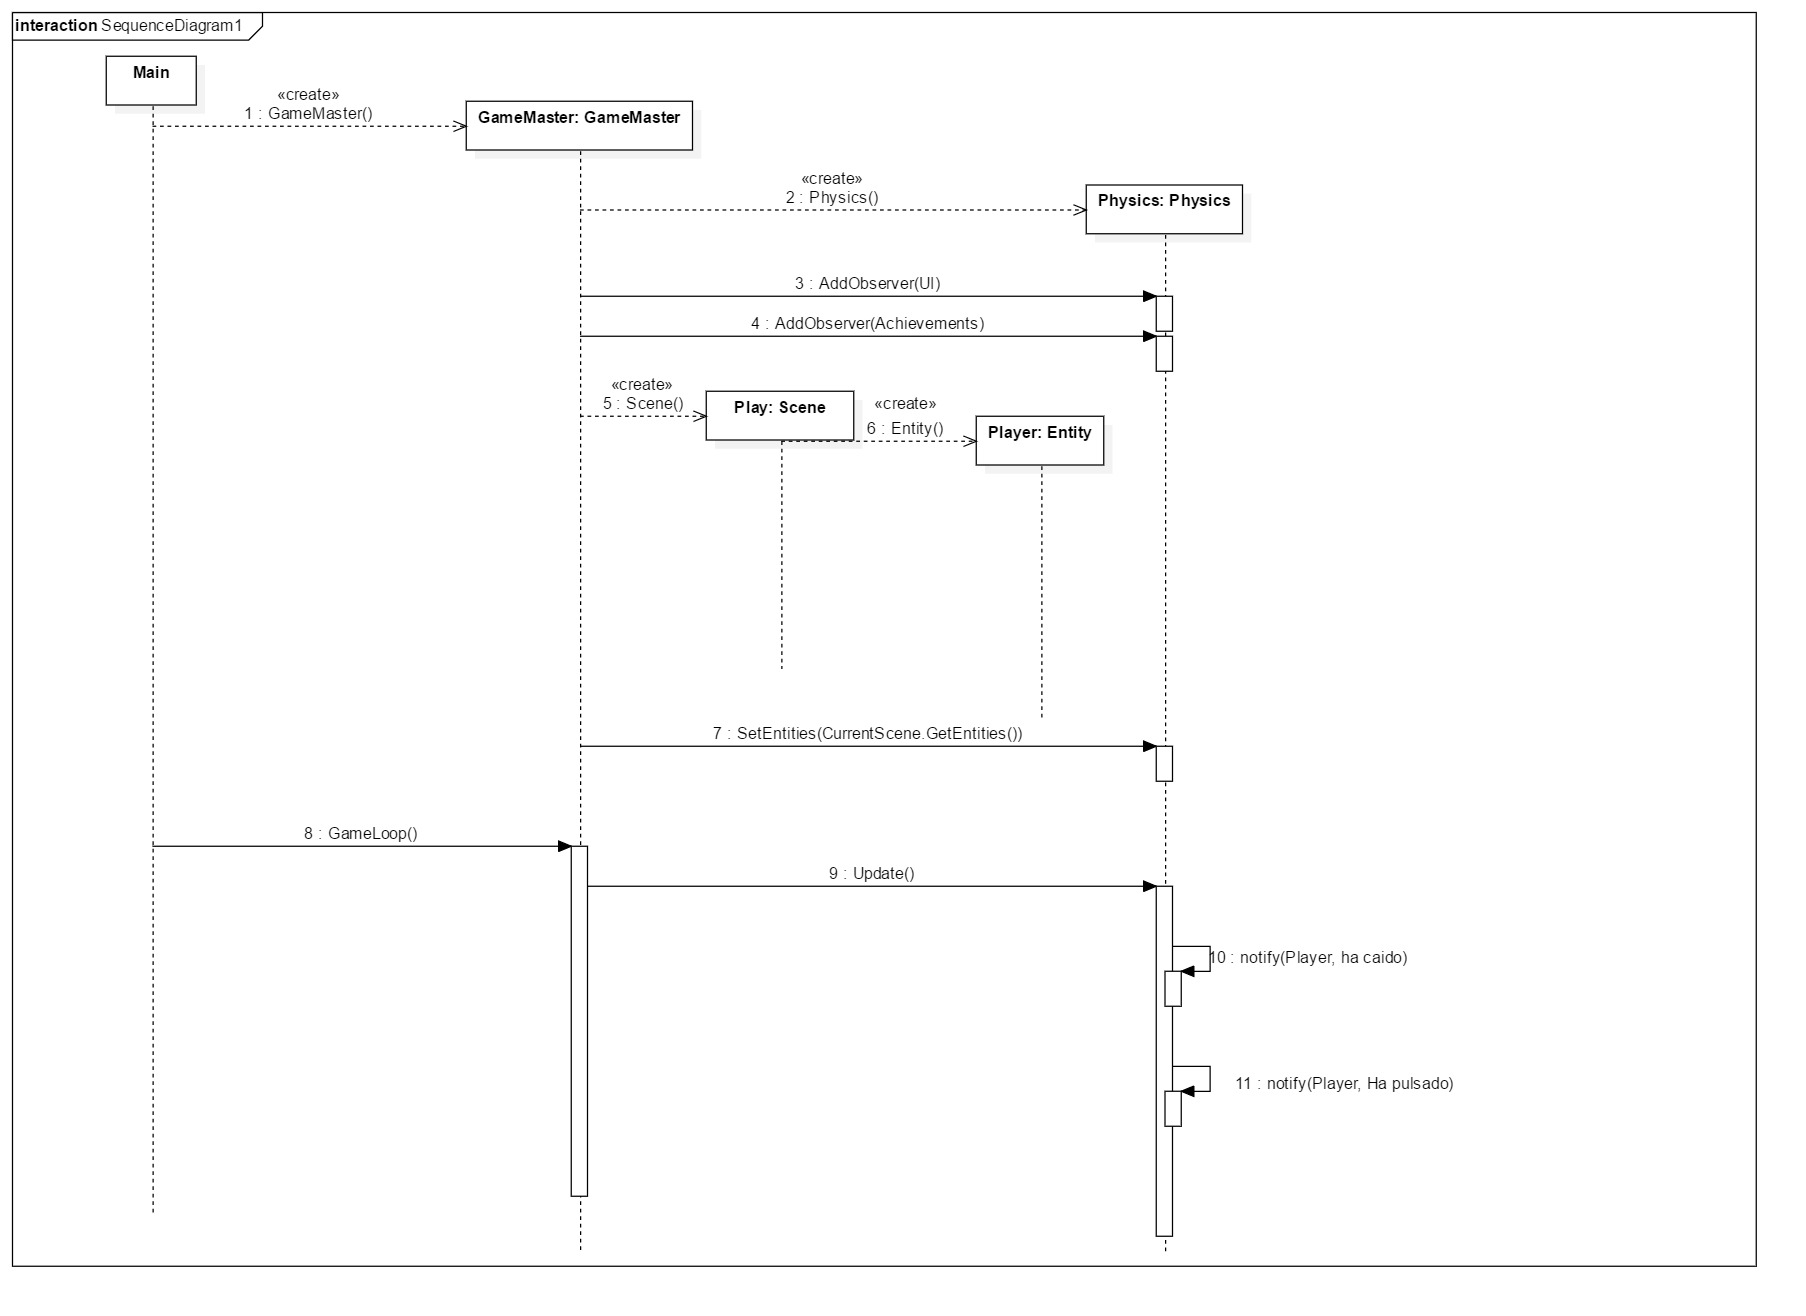 interaction SequenceDiagram1
Main
«create»
1 : GameMaster()
GameMaster: GameMaster
«create»
2 : Physics()
Physics: Physics
3 : AddObserver(UI)
4 : AddObserver(Achievements)
«create»
5 : Scene()
Play: Scene
«create»
6 : Entity()
Player: Entity
7 : SetEntities(CurrentScene.GetEntities())
8 : GameLoop()
9 : Update()
10 : notify(Player, ha caido)
11 : notify(Player, Ha pulsado)